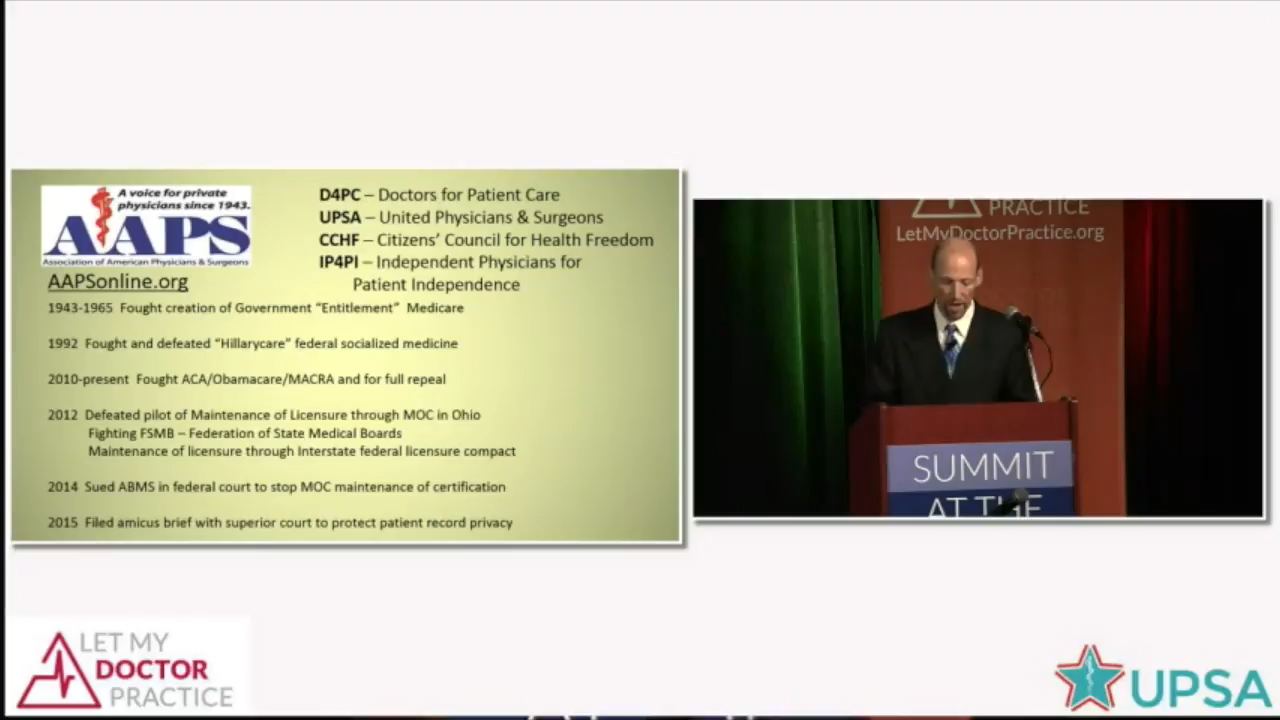 A voice for private
physicians since 1943.
AAPS
Association of American Physicians & Surgeons
AAPSonline.org
D4PC – Doctors for Patient Care
UPSA – United Physicians & Surgeons
CCHF – Citizens’ Council for Health Freedom
IP4PI – Independent Physicians for
Patient Independence
1943-1965 Fought creation of Government “Entitlement” Medicare
1992 Fought and defeated “Hillarycare” federal socialized medicine
2010-present Fought ACA/Obamacare/MACRA and for full repeal
2012 Defeated pilot of Maintenance of Licensure through MOC in Ohio
Fighting FSMB – Federation of State Medical Boards
Maintenance of licensure through Interstate federal licensure compact
2014 Sued ABMS in federal court to stop MOC maintenance of certification
2015 Filed amicus brief with superior court to protect patient record privacy
PRACTICE
LetMyDoctorPractice.org
SUMMIT
AT THE
LET MY
DOCTOR
PRACTICE
UPSA